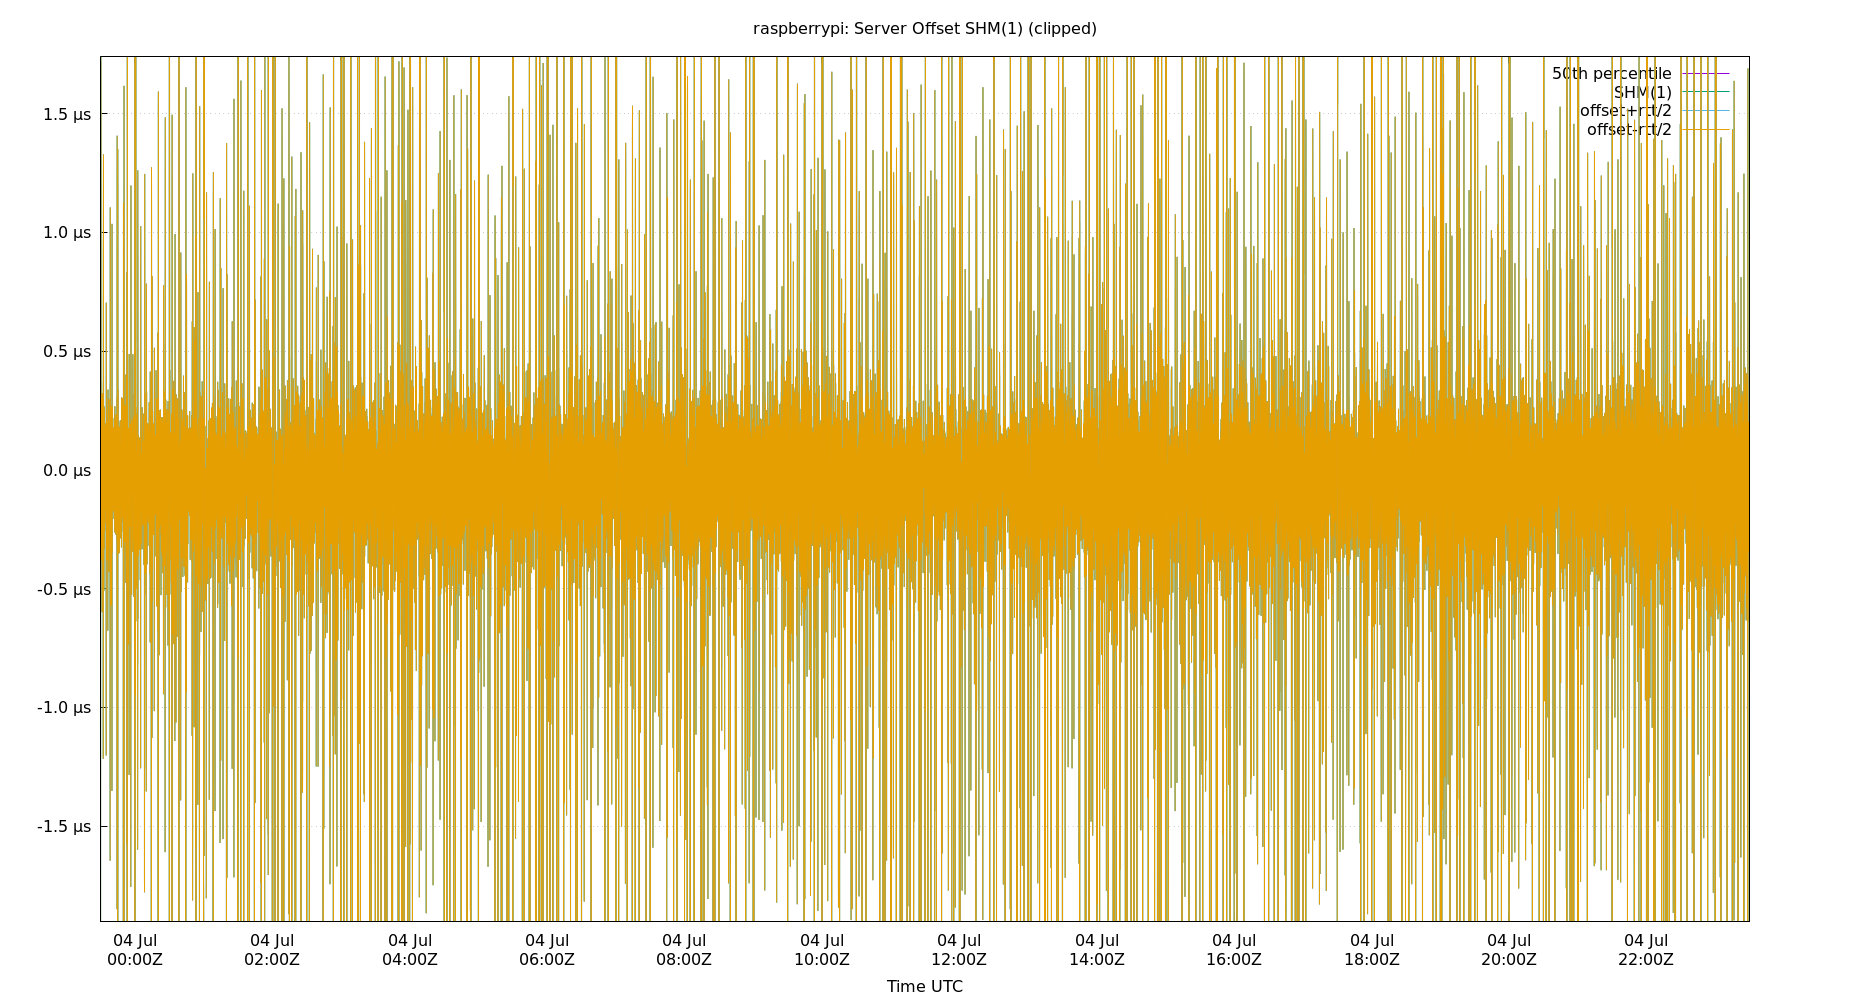 raspberrypi: Server Offset SHM(1) (clipped)
50th percentile
SHM(1)
offset+rtt/2
offset-rtt/2
1.5 µs
1.0 µs
0.5 µs
0.0 µs
-0.5 µs
-1.0 µs
-1.5 µs
04 Jul 04 Jul 04 Jul 04 Jul 04 Jul 04 Jul 04 Jul 04 Jul 04 Jul 04 Jul 04 Jul 04 Jul
00:00Z 02:00Z 04:00Z 06:00Z 08:00Z 10:00Z 12:00Z 14:00Z 16:00Z 18:00Z 20:00Z 22:00Z
Time UTC